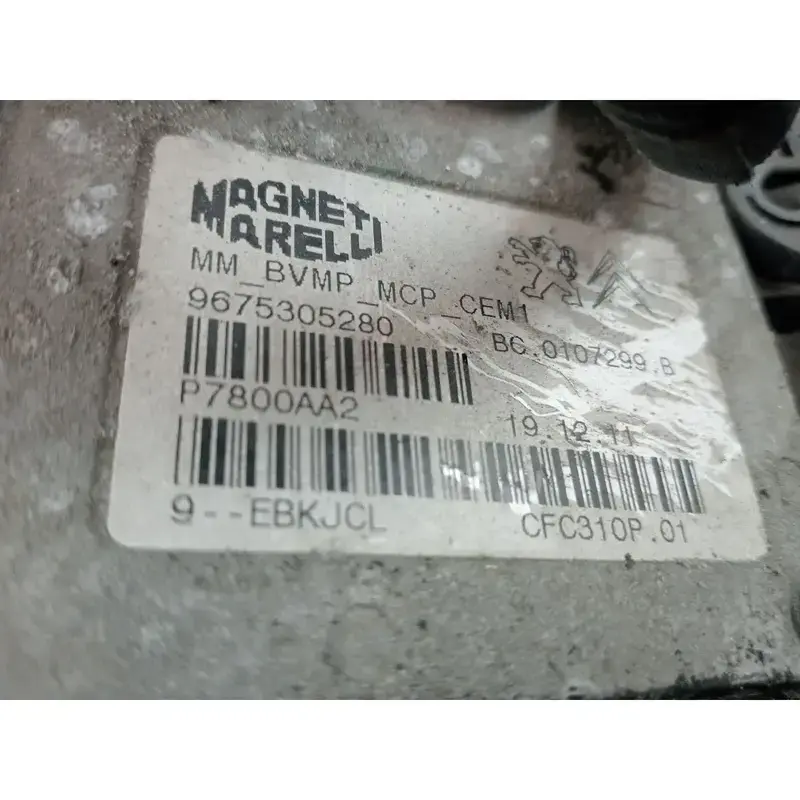 MAGNETI
MARELLI
MM_BVMP_MCP_CEM1
9675305280
BC.0107299.B
P7800AA2
19.12.11
9--EBKJCL
CFC310P.01